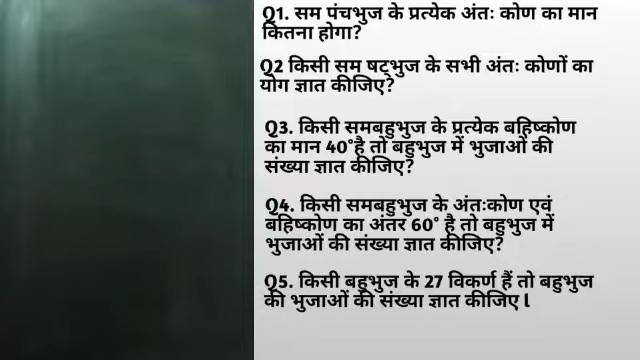 Q1. सम पंचभुज के प्रत्येक अंतः कोण का मान
कितना होगा?
Q2 किसी सम षट्भुज के सभी अंतः कोणों का
योग ज्ञात कीजिए?
Q3. किसी समबहुभुज के प्रत्येक बहिष्कोण
का मान 40°है तो बहुभुज में भुजाओं की
संख्या ज्ञात कीजिए?
Q4. किसी समबहुभुज के अंतःकोण एवं
बहिष्कोण का अंतर 60° है तो बहुभुज में
भुजाओं की संख्या ज्ञात कीजिए?
Q5. किसी बहुभुज के 27 विकर्ण हैं तो बहुभुज
की भुजाओं की संख्या ज्ञात कीजिए l